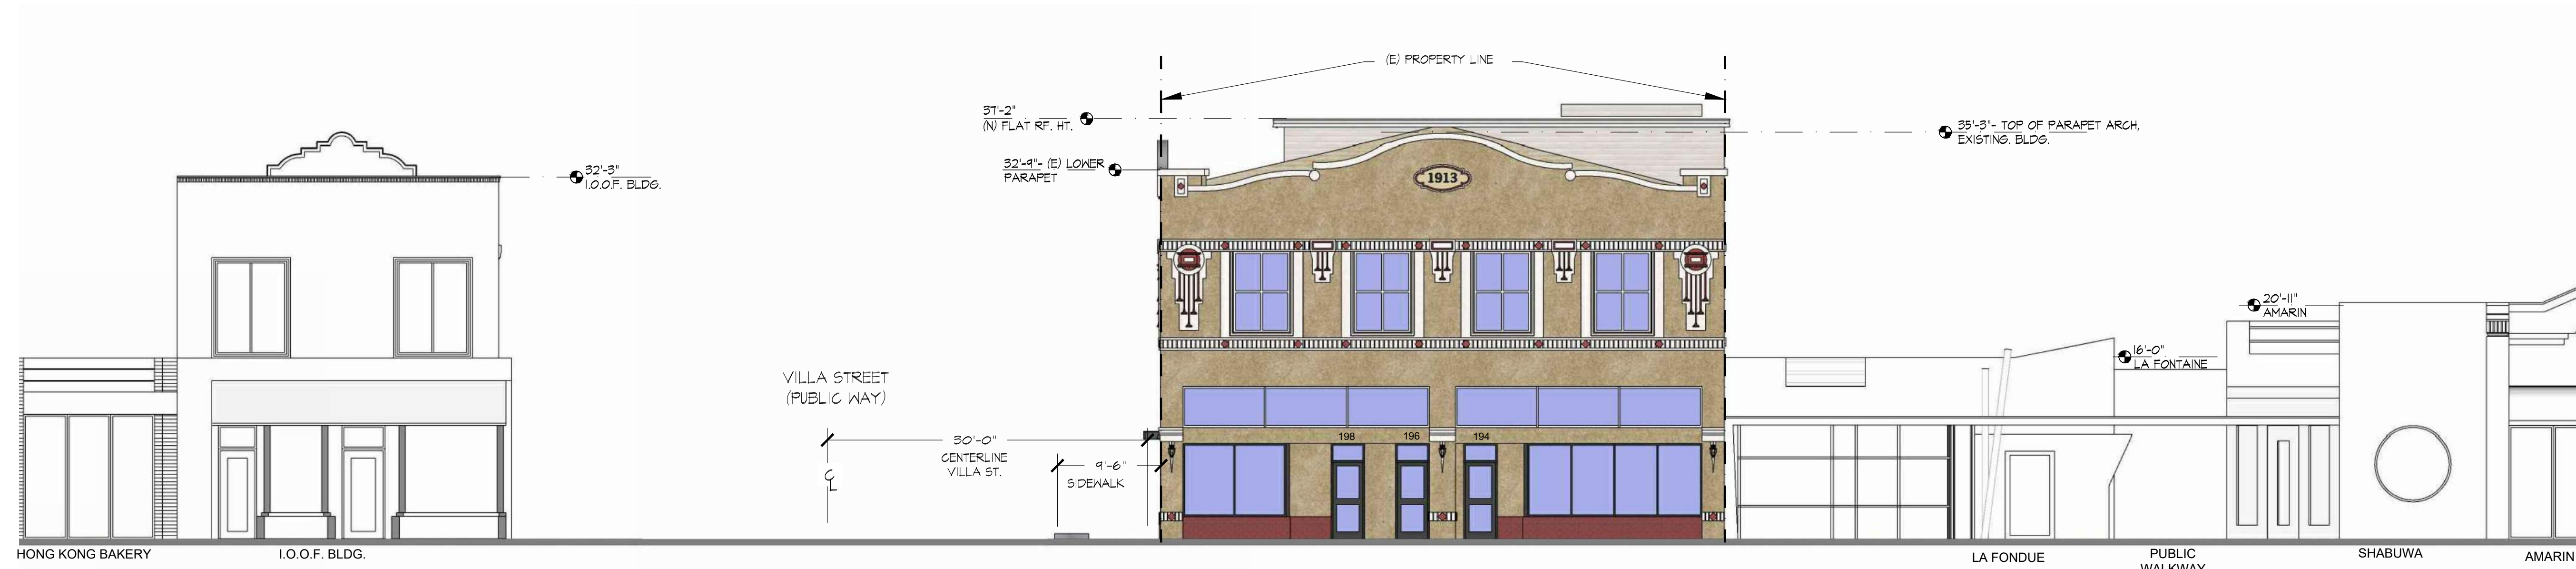 (E) PROPERTY LINE
37'-2"
(N) FLAT RF. HT.
35'-3"- TOP OF PARAPET ARCH,
EXISTING. BLDG.
32'-9"- (E) LOWER
PARAPET
32'-3"
I.O.O.F. BLDG.
1913
20'-11"
AMARIN
16'-0"
LA FONTAINE
VILLA STREET
(PUBLIC WAY)
30'-0"
CENTERLINE
VILLA ST.
9'-6"
SIDEWALK
CL
198
196
194
HONG KONG BAKERY
I.O.O.F. BLDG.
LA FONDUE
PUBLIC
WALKWAY
SHABUWA
AMARIN